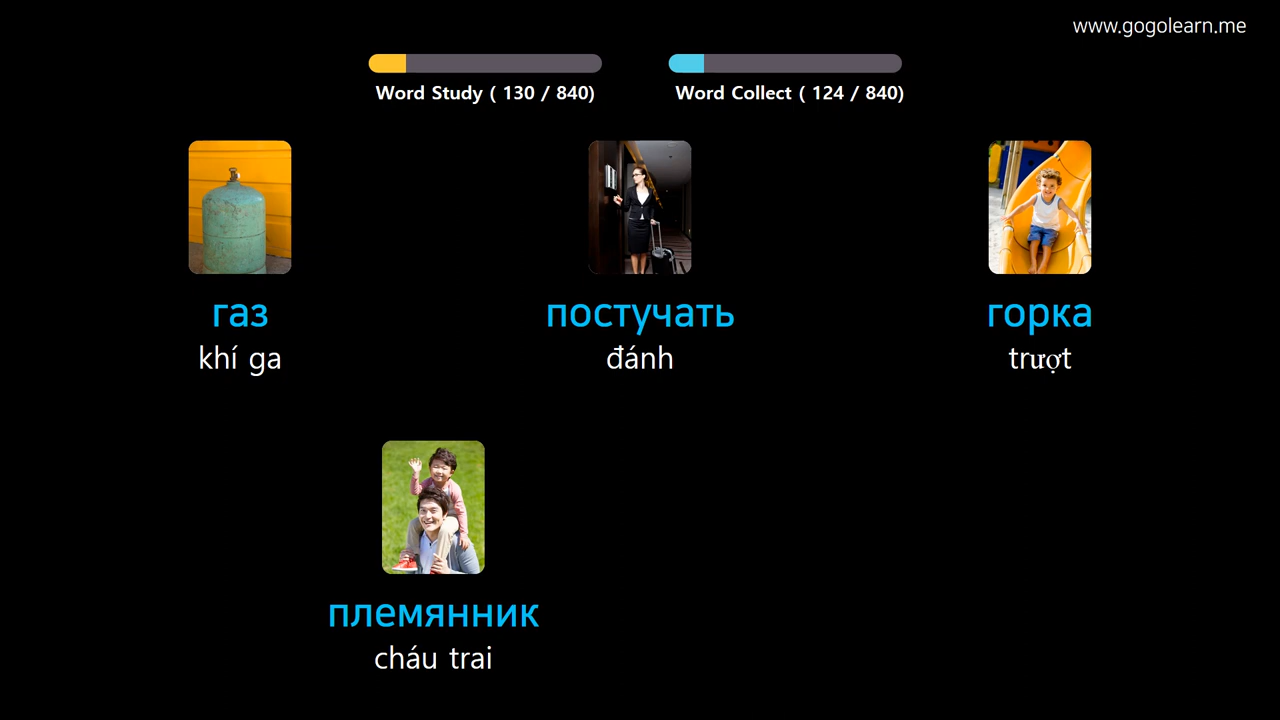 www.gogolearn.me
Word Study ( 130 / 840)
Word Collect ( 124 / 840)
газ
khí ga
постучать
đánh
горка
trượt
племянник
cháu trai